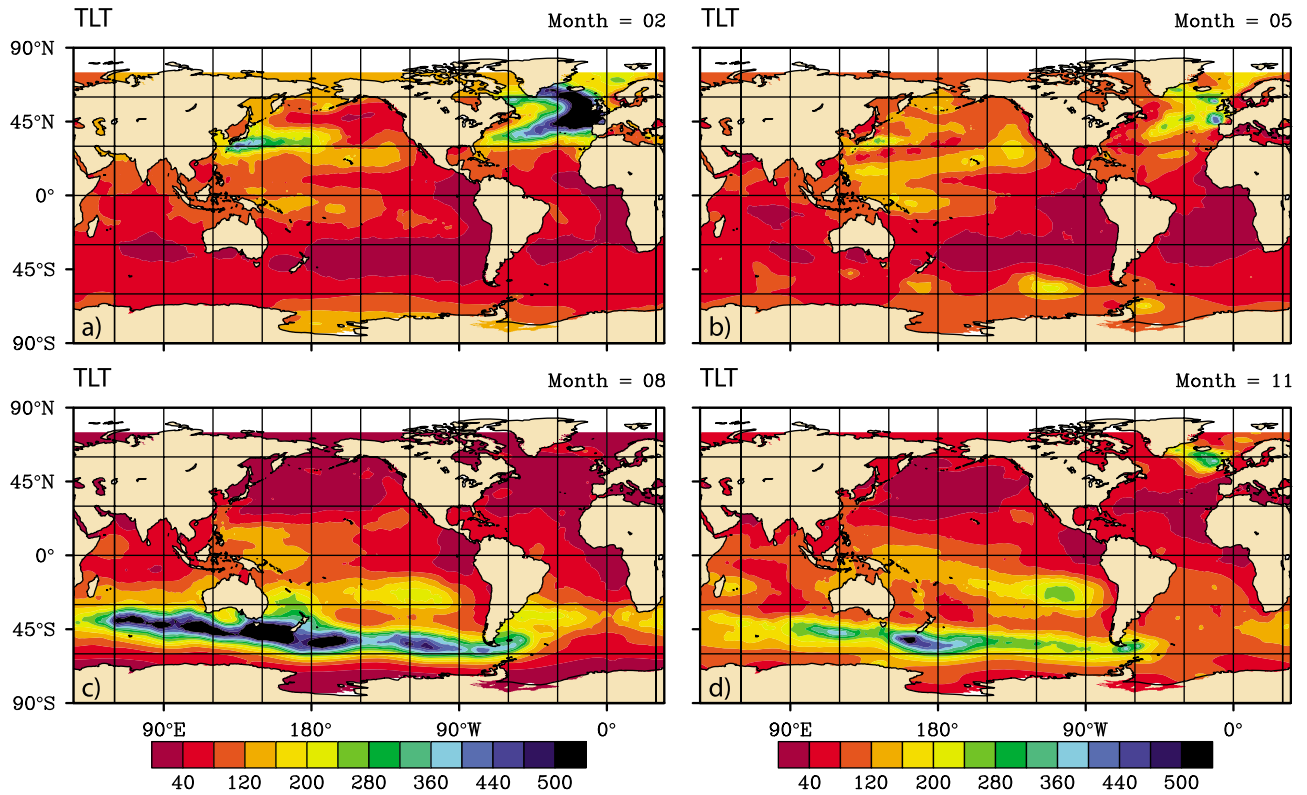 TLT Month = 02
TLT Month = 05
90°N
45°N
0°
45°S
90°S
a)
b)
TLT Month = 08
TLT Month = 11
90°N
45°N
0°
45°S
90°S
c)
d)
90°E 180° 90°W 0°
90°E 180° 90°W 0°
40 120 200 280 360 440 500
40 120 200 280 360 440 500